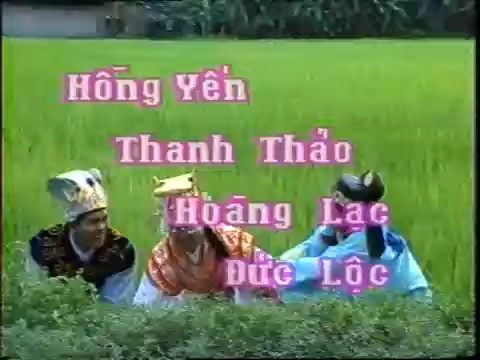 Hồng Yến
Thanh Thảo
Hoàng Lạc
Đức Lộc